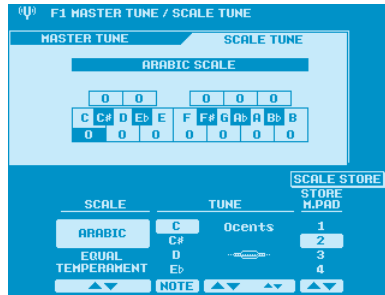 F1 MASTER TUNE / SCALE TUNE
MASTER TUNE SCALE TUNE
ARABIC SCALE
0 0 0 0 0
C C# D E♭ E F F# G A♭ A B♭ B
0 0 0 0 0 0 0
SCALE STORE
SCALE TUNE STORE M.PAD
ARABIC C 0cents 1
C# 2
EQUAL TEMPERAMENT D 3
E♭ 4
NOTE